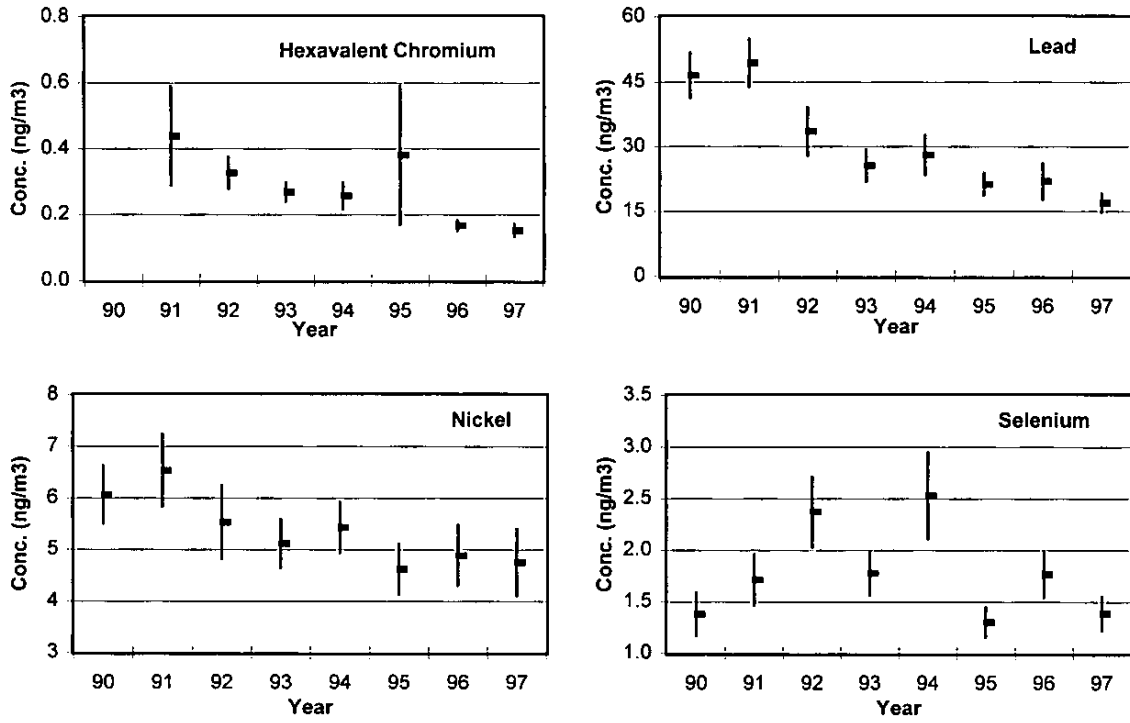 Hexavalent Chromium
Conc. (ng/m3)
0.8
0.6
0.4
0.2
0.0
90 91 92 93 94 95 96 97
Year
Lead
Conc. (ng/m3)
60
45
30
15
0
90 91 92 93 94 95 96 97
Year
Nickel
Conc. (ng/m3)
8
7
6
5
4
3
90 91 92 93 94 95 96 97
Year
Selenium
Conc. (ng/m3)
3.5
3.0
2.5
2.0
1.5
1.0
90 91 92 93 94 95 96 97
Year